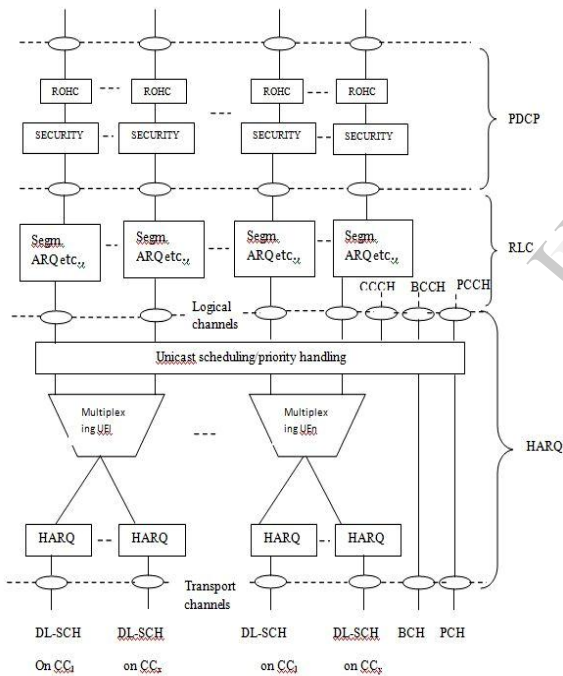 ROHC ROHC ROHC ROHC
PDCP
SECURITY SECURITY SECURITY SECURITY
Segm. Segm. Segm. Segm.
ARQ etc.. ARQ etc.. ARQ etc.. ARQ etc..
RLC
CCCH BCCH PCCH
Logical
channels
Unicast scheduling/priority handling
Multiplex Multiplex
ing UEl ing UEn
HARQ
HARQ HARQ HARQ HARQ
Transport
channels
DL-SCH DL-SCH DL-SCH DL-SCH BCH PCH
On CC1 on CCx on CC1 on CCy